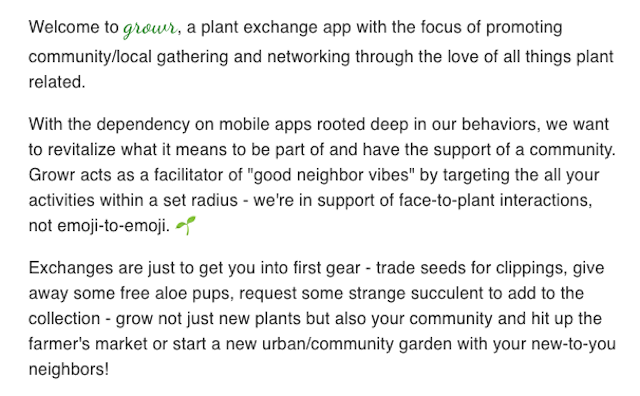 Welcome to growr, a plant exchange app with the focus of promoting
community/local gathering and networking through the love of all things plant
related.
With the dependency on mobile apps rooted deep in our behaviors, we want
to revitalize what it means to be part of and have the support of a community.
Growr acts as a facilitator of "good neighbor vibes" by targeting the all your
activities within a set radius - we're in support of face-to-plant interactions,
not emoji-to-emoji. 🌱
Exchanges are just to get you into first gear - trade seeds for clippings, give
away some free aloe pups, request some strange succulent to add to the
collection - grow not just new plants but also your community and hit up the
farmer's market or start a new urban/community garden with your new-to-you
neighbors!